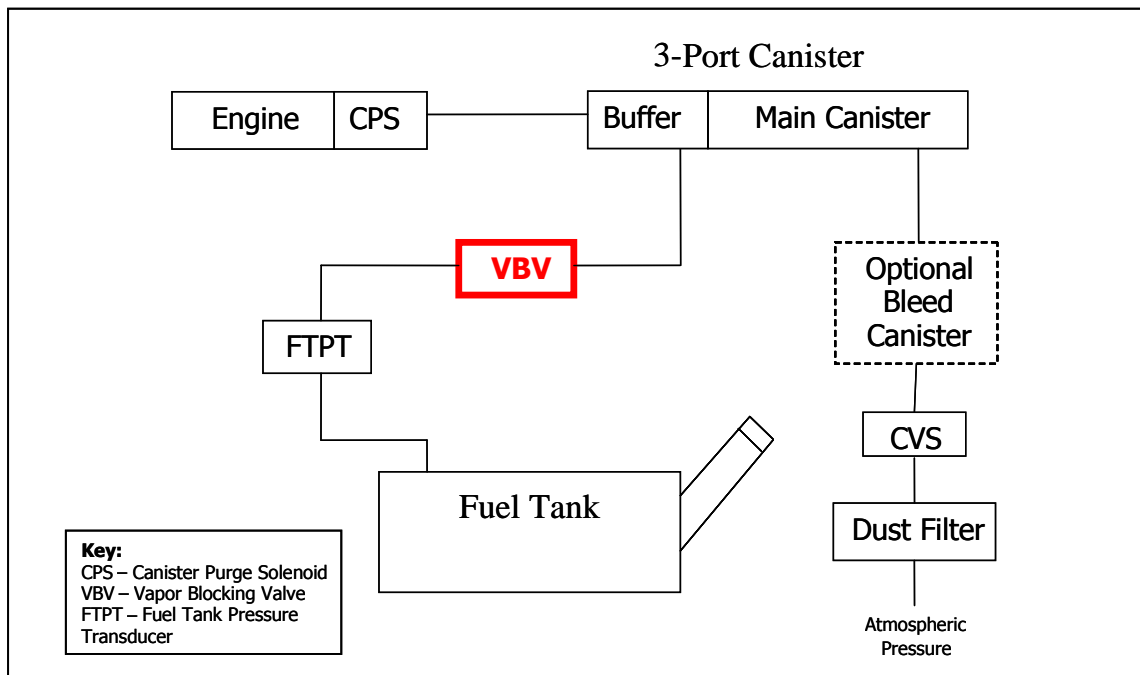 3-Port Canister
Engine
CPS
Buffer
Main Canister
VBV
Optional
Bleed
Canister
FTPT
CVS
Fuel Tank
Dust Filter
Key:
CPS – Canister Purge Solenoid
VBV – Vapor Blocking Valve
FTPT – Fuel Tank Pressure
Transducer
Atmospheric
Pressure